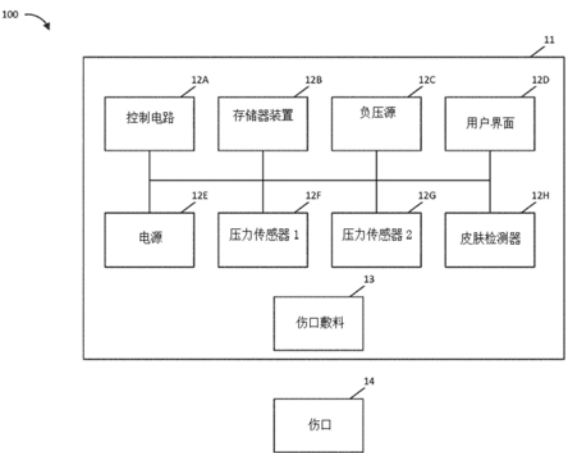 100
11
12A
12B
12C
12D
控制电路
存储器装置
负压源
用户界面
12E
12F
12G
12H
电源
压力传感器 1
压力传感器 2
皮肤检测器
13
伤口敷料
14
伤口